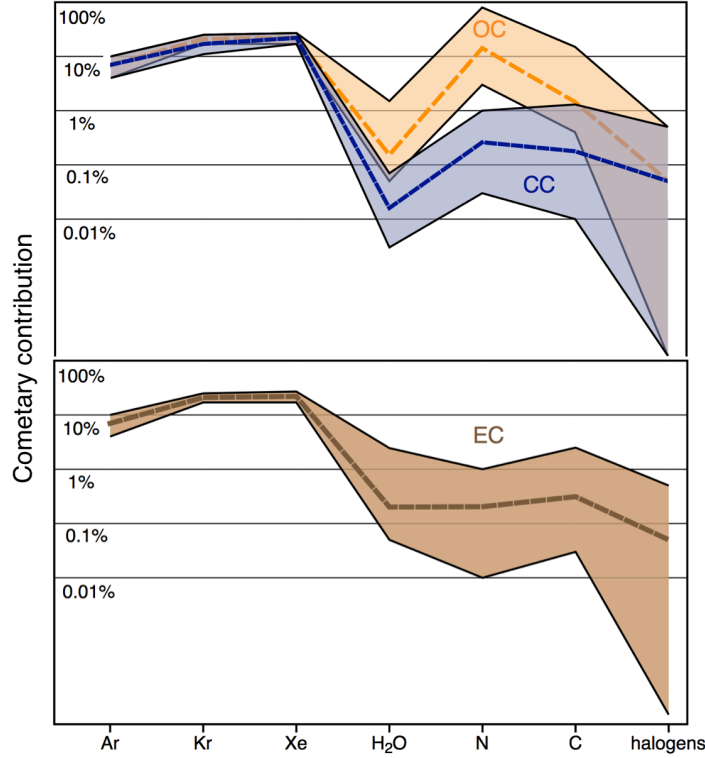 100%
OC
10%
1%
0.1%
CC
0.01%
Cometary contribution
100%
10%
EC
1%
0.1%
0.01%
Ar Kr Xe H₂O N C halogens